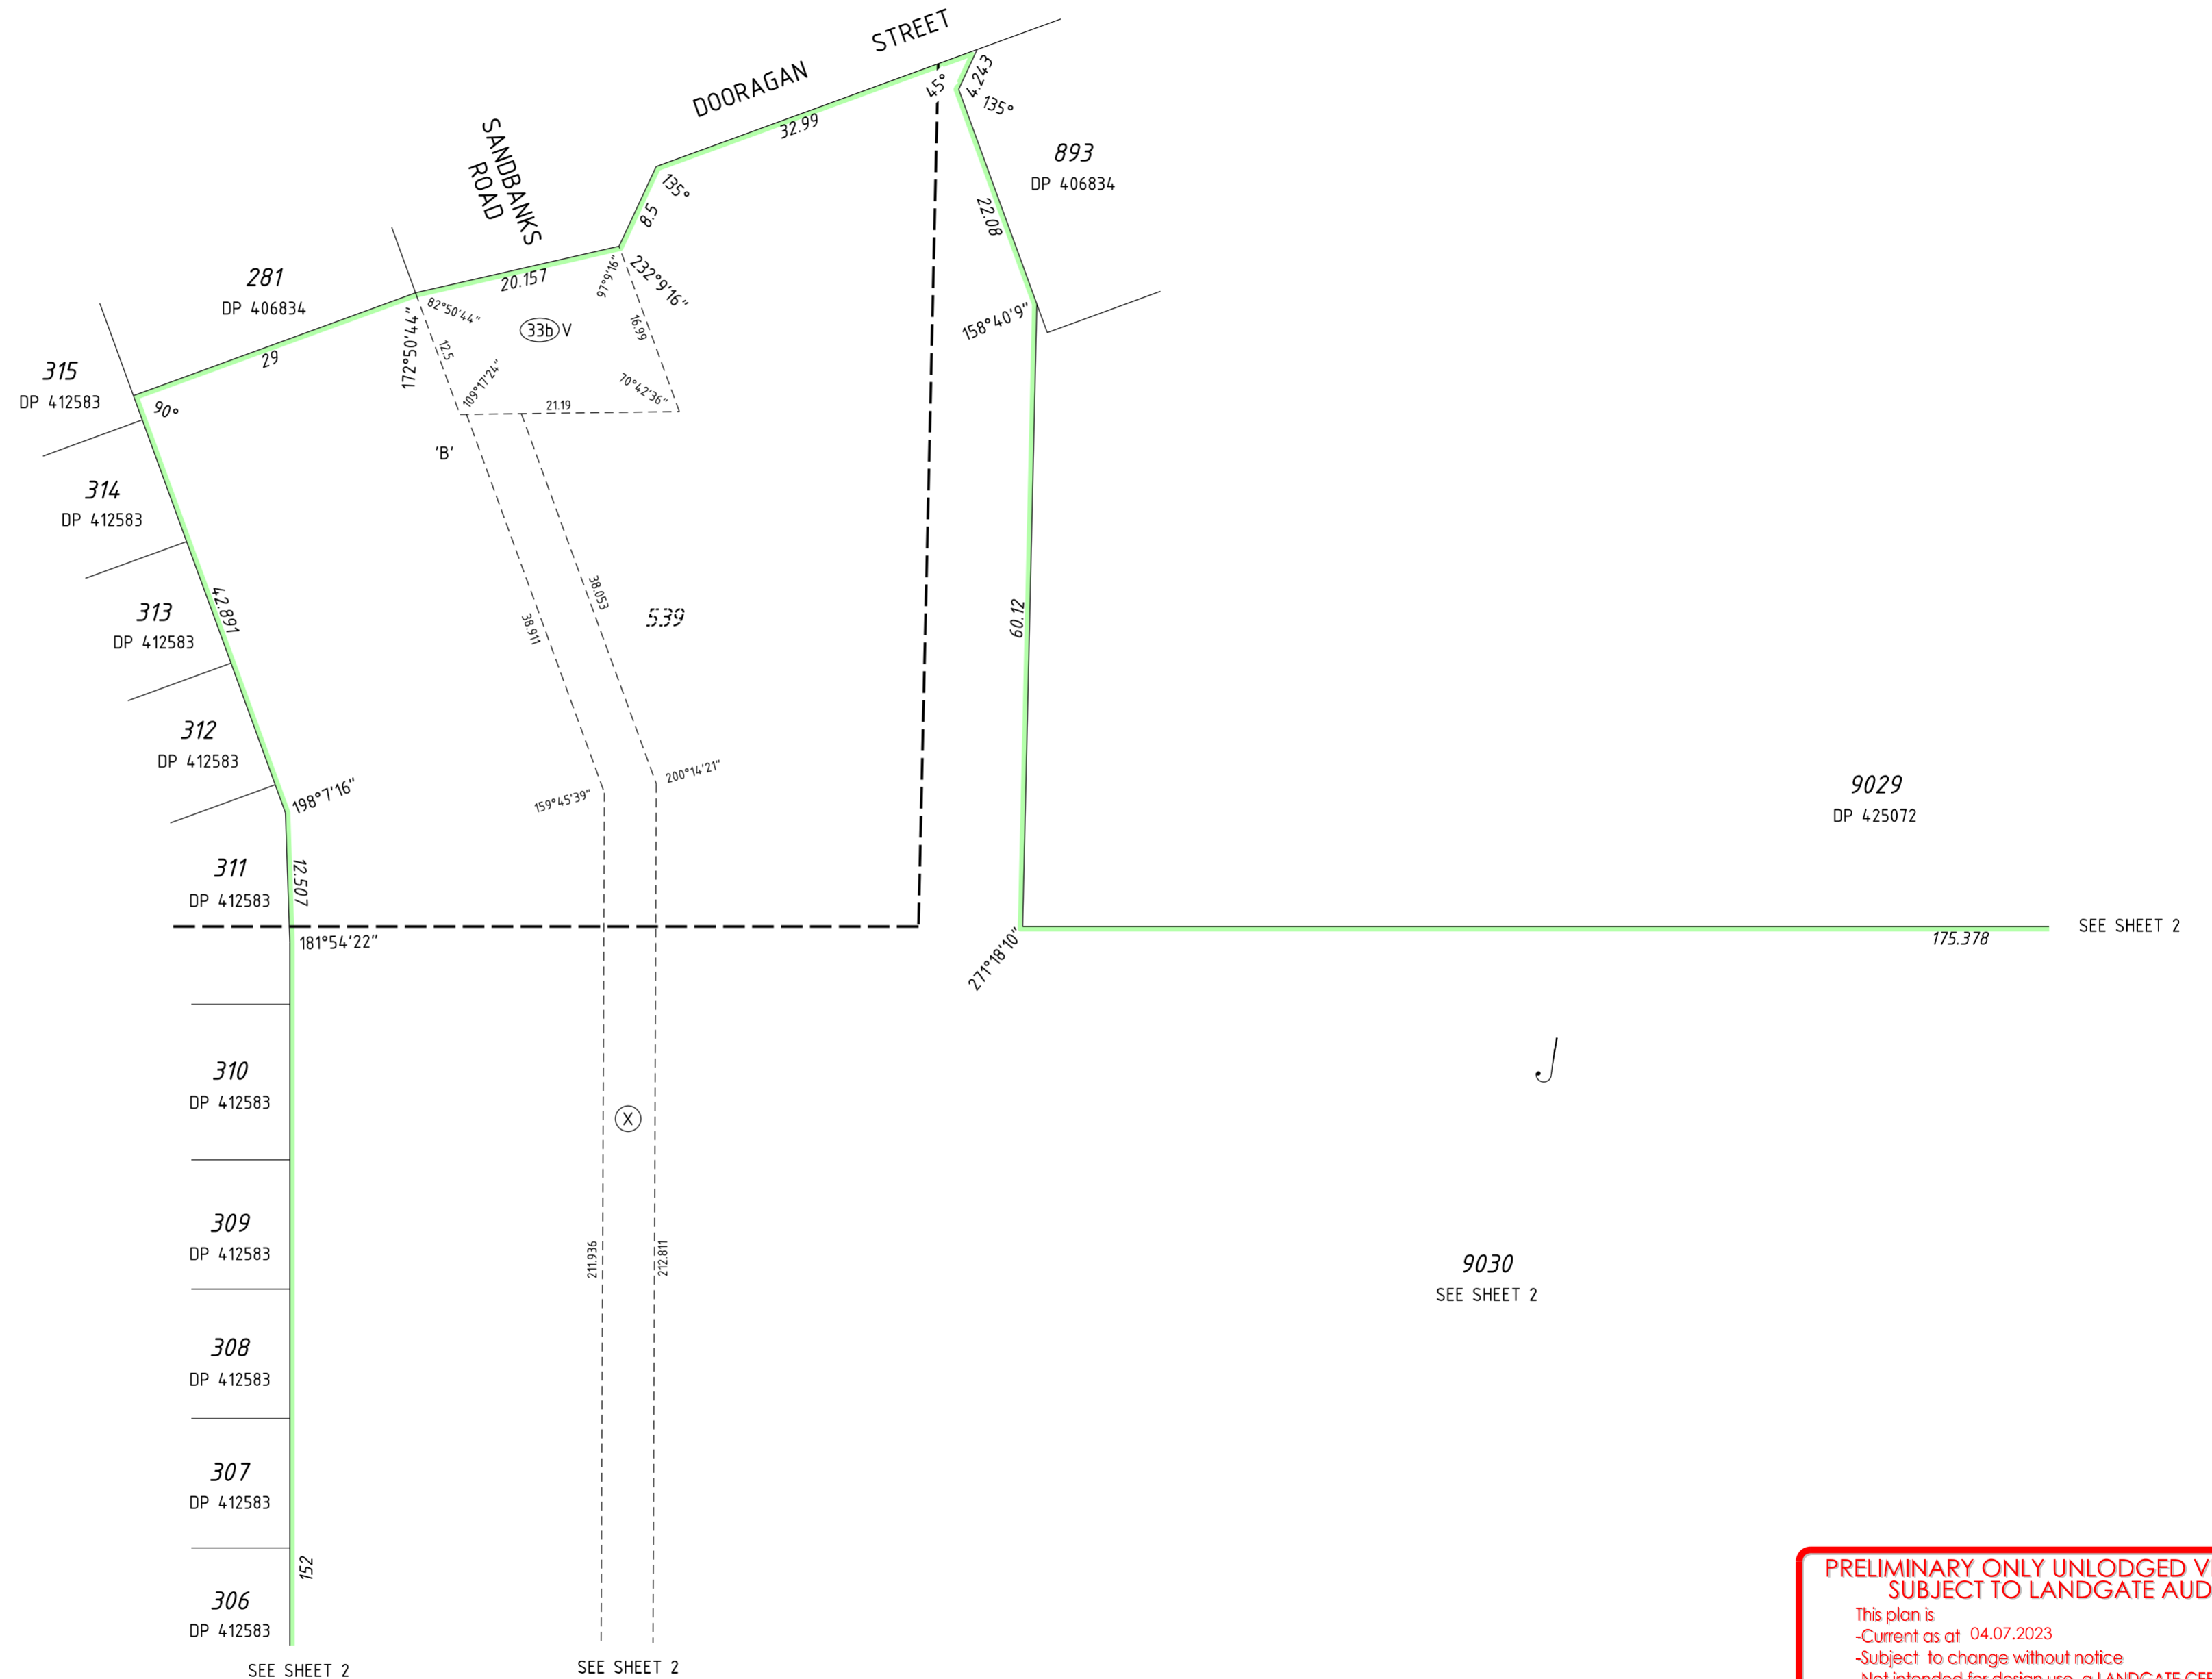 STREET
DOORAGAN
45°
4.243
135°
32.99
SANDBANKS
ROAD
893
DP 406834
135°
8.5
22.08
281
DP 406834
20.157
97°9'16"
232°9'16"
82°50'44"
33b V
16.99
158°40'9"
29
172°50'44"
12.5
109°17'24"
70°42'36"
21.19
315
DP 412583
90°
'B'
314
DP 412583
42.891
313
DP 412583
38.911
38.053
539
60.12
312
DP 412583
198°7'16"
159°45'39"
200°14'21"
9029
DP 425072
311
DP 412583
12.507
181°54'22"
271°18'10"
175.378
SEE SHEET 2
310
DP 412583
J
X
309
DP 412583
211.936
212.811
9030
SEE SHEET 2
308
DP 412583
307
DP 412583
152
306
DP 412583
SEE SHEET 2
SEE SHEET 2
PRELIMINARY ONLY UNLODGED V
SUBJECT TO LANDGATE AUD
This plan is
-Current as at 04.07.2023
-Subject to change without notice
-Not intended for design use, a LANDGATE CER